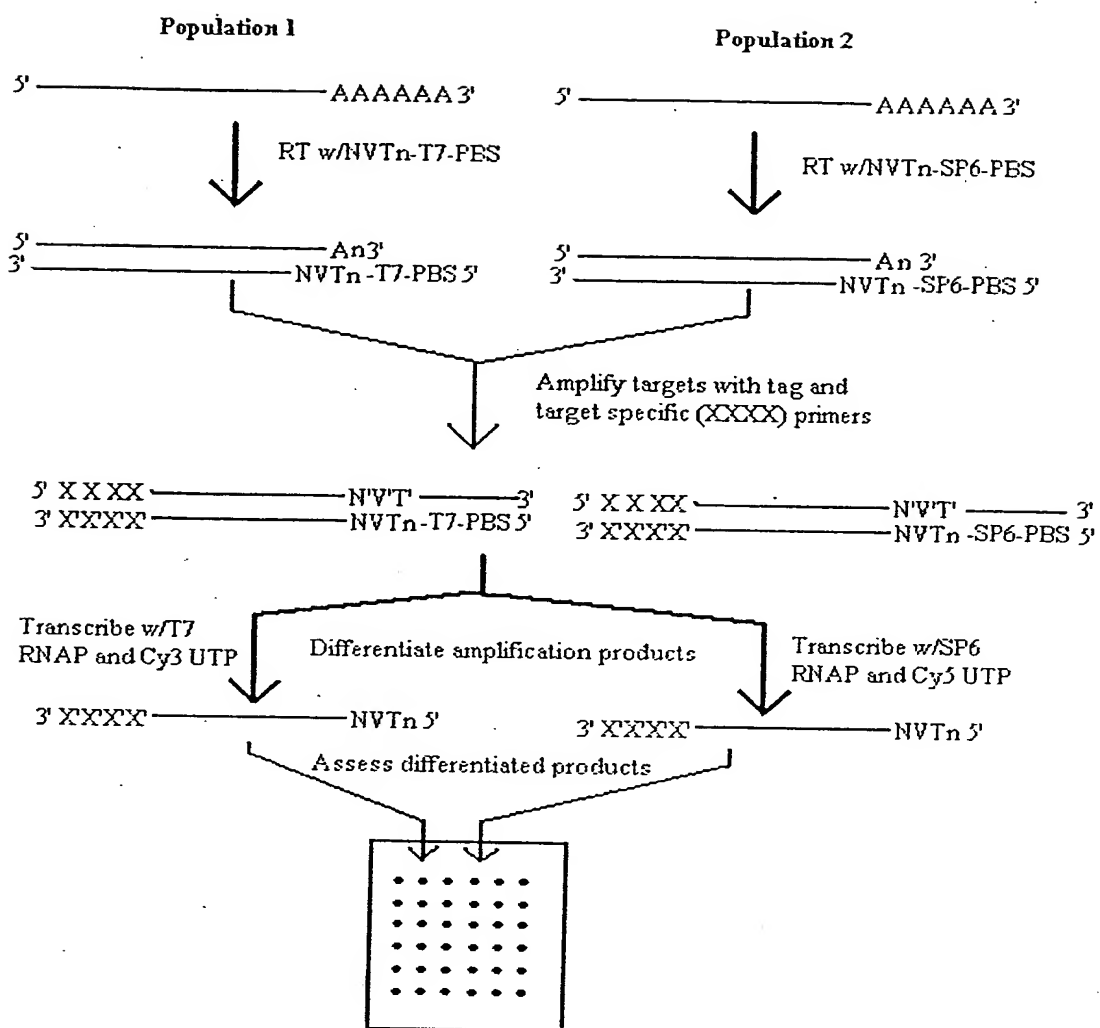 Population 1
Population 2
5' AAAAAA 3'
5' AAAAAA 3'
RT w/NVTn-T7-PBS
RT w/NVTn-SP6-PBS
5' An 3'
3' NVTn -T7-PBS 5'
5' An 3'
3' NVTn -SP6-PBS 5'
Amplify targets with tag and
target specific (XXXX) primers
5' X X XX N'V'T' 3'
3' X'X'X'X' NVTn-T7-PBS 5'
5' X X XX N'V'T' 3'
3' X'X'X'X' NVTn -SP6-PBS 5'
Transcribe w/T7
RNAP and Cy3 UTP
Differentiate amplification products
Transcribe w/SP6
RNAP and Cy5 UTP
3' X'X'X'X' NVTn 5'
3' X'X'X'X' NVTn 5'
Assess differentiated products